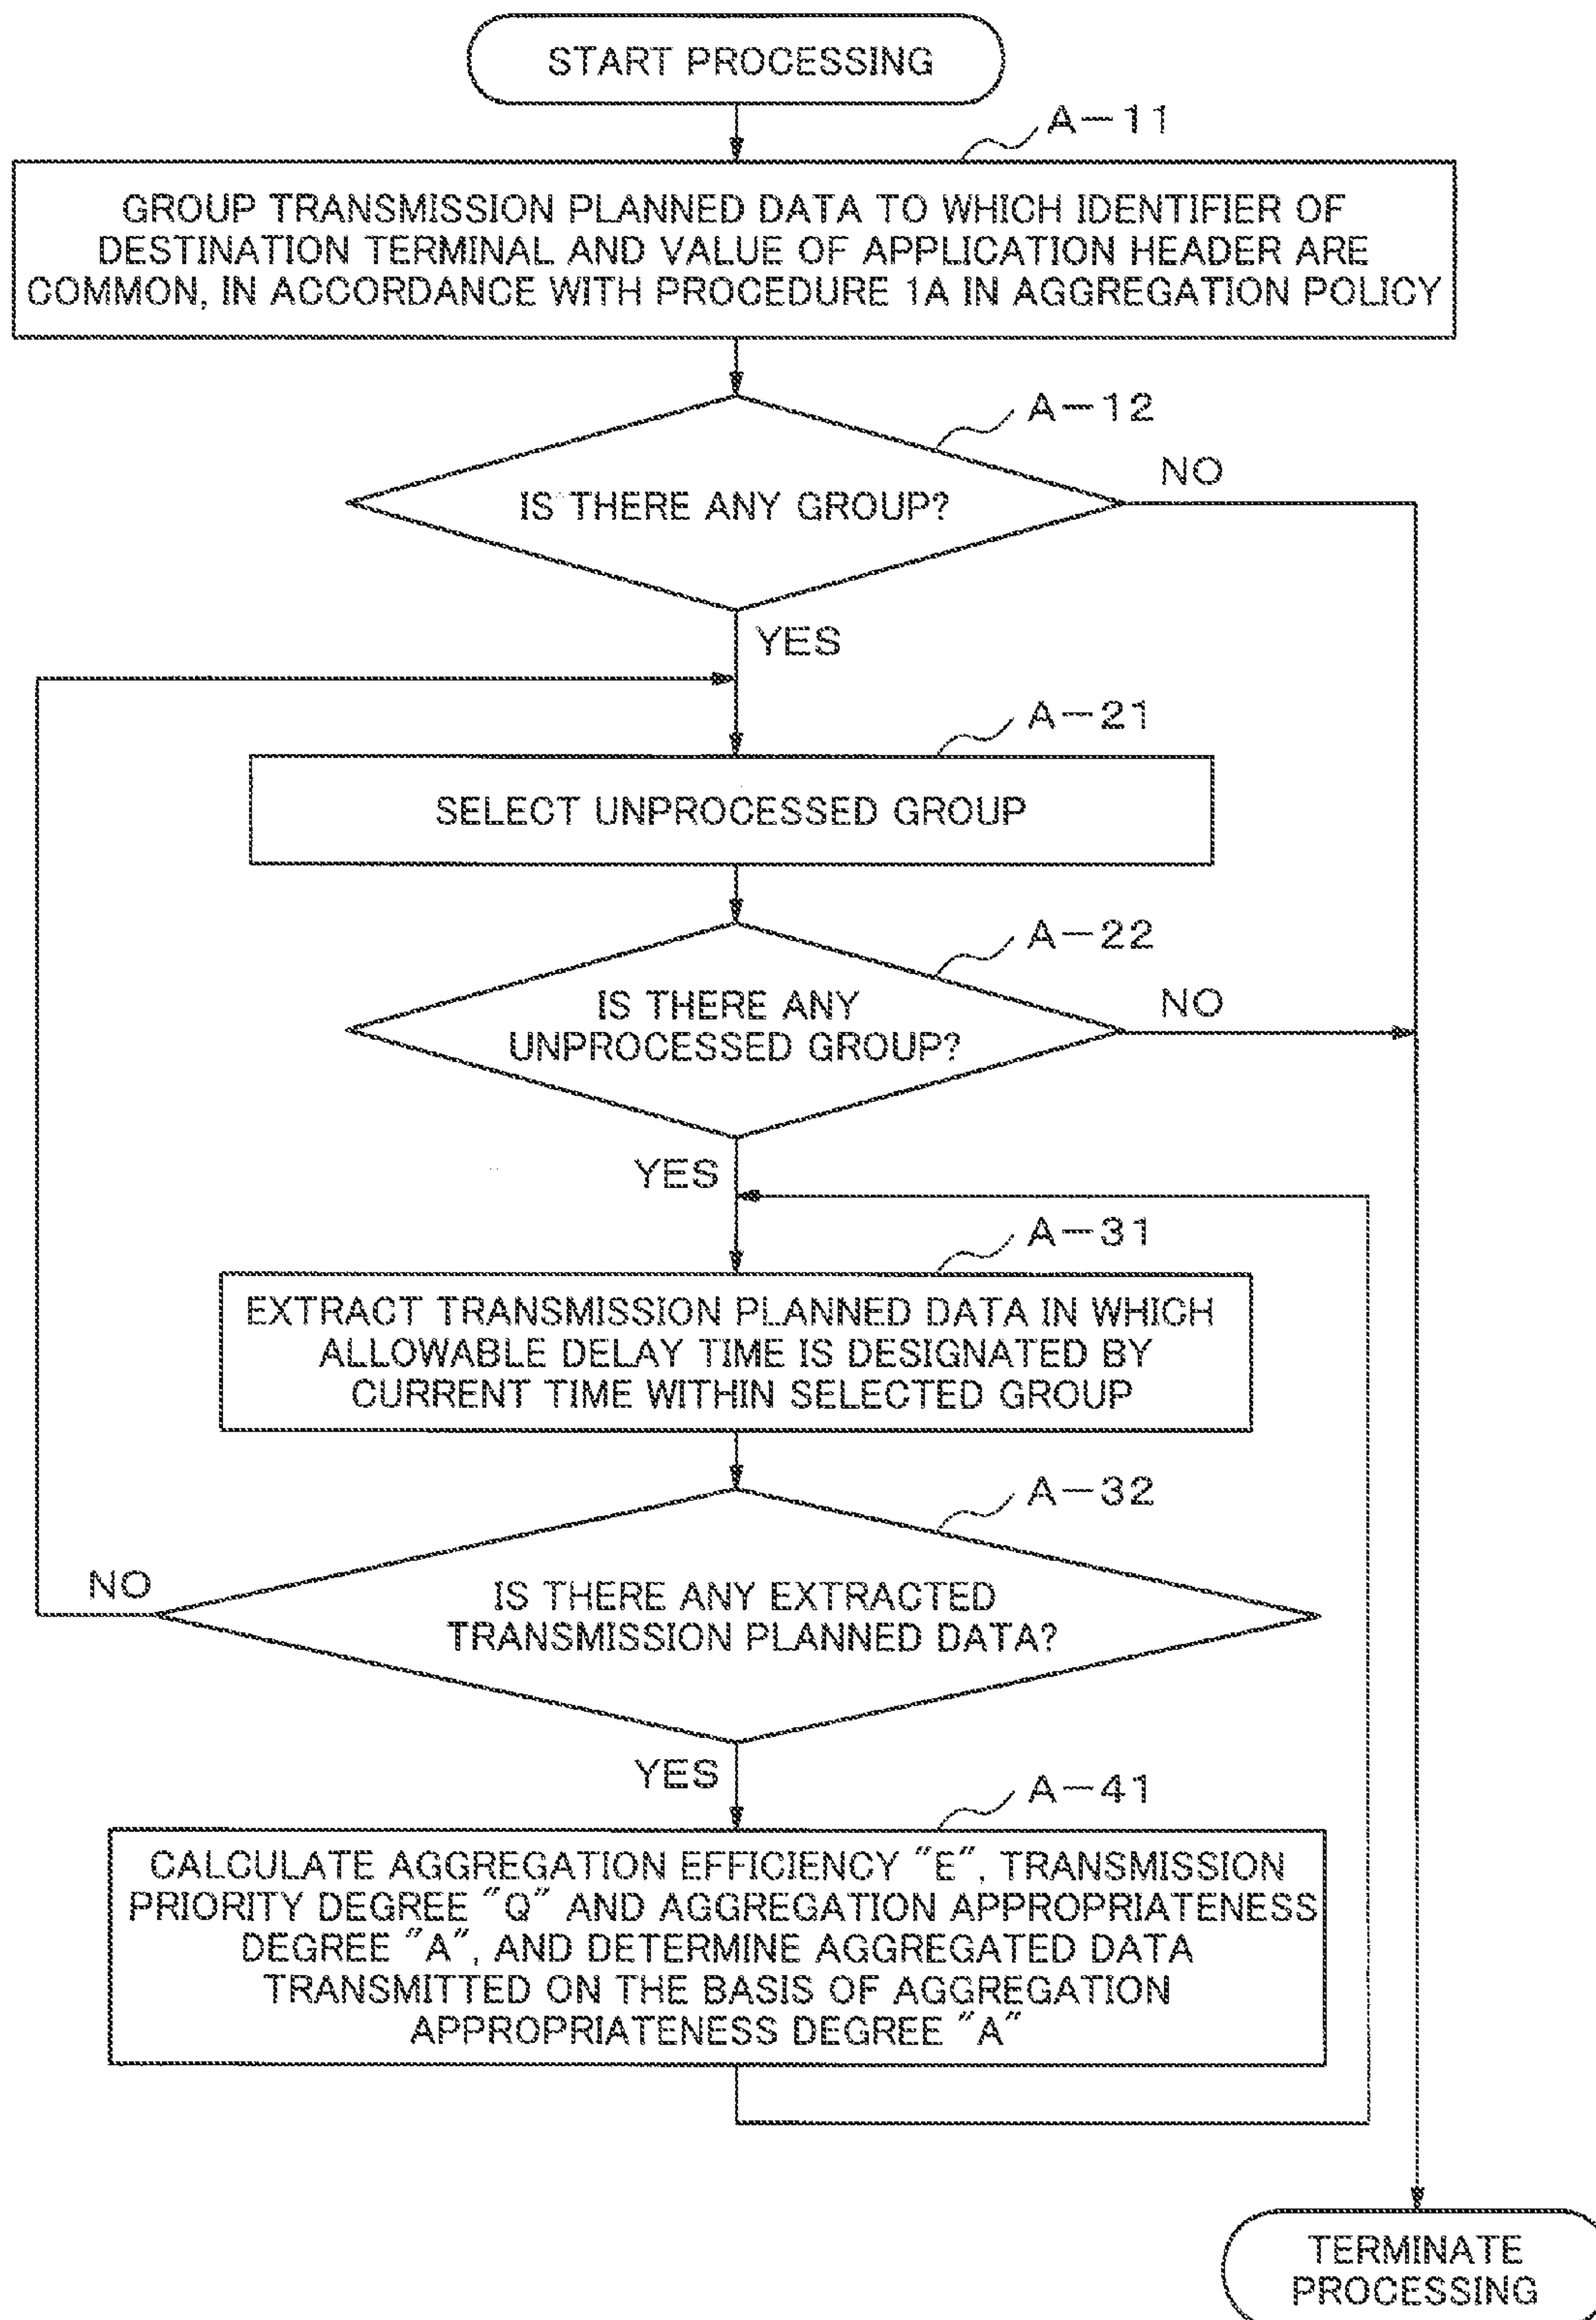 START PROCESSING
A-11
GROUP TRANSMISSION PLANNED DATA TO WHICH IDENTIFIER OF
DESTINATION TERMINAL AND VALUE OF APPLICATION HEADER ARE
COMMON, IN ACCORDANCE WITH PROCEDURE 1A IN AGGREGATION POLICY
A-12
IS THERE ANY GROUP?
NO
YES
A-21
SELECT UNPROCESSED GROUP
A-22
IS THERE ANY
UNPROCESSED GROUP?
NO
YES
A-31
EXTRACT TRANSMISSION PLANNED DATA IN WHICH
ALLOWABLE DELAY TIME IS DESIGNATED BY
CURRENT TIME WITHIN SELECTED GROUP
A-32
IS THERE ANY EXTRACTED
TRANSMISSION PLANNED DATA?
NO
YES
A-41
CALCULATE AGGREGATION EFFICIENCY "E", TRANSMISSION
PRIORITY DEGREE "Q" AND AGGREGATION APPROPRIATENESS
DEGREE "A", AND DETERMINE AGGREGATED DATA
TRANSMITTED ON THE BASIS OF AGGREGATION
APPROPRIATENESS DEGREE "A"
TERMINATE
PROCESSING